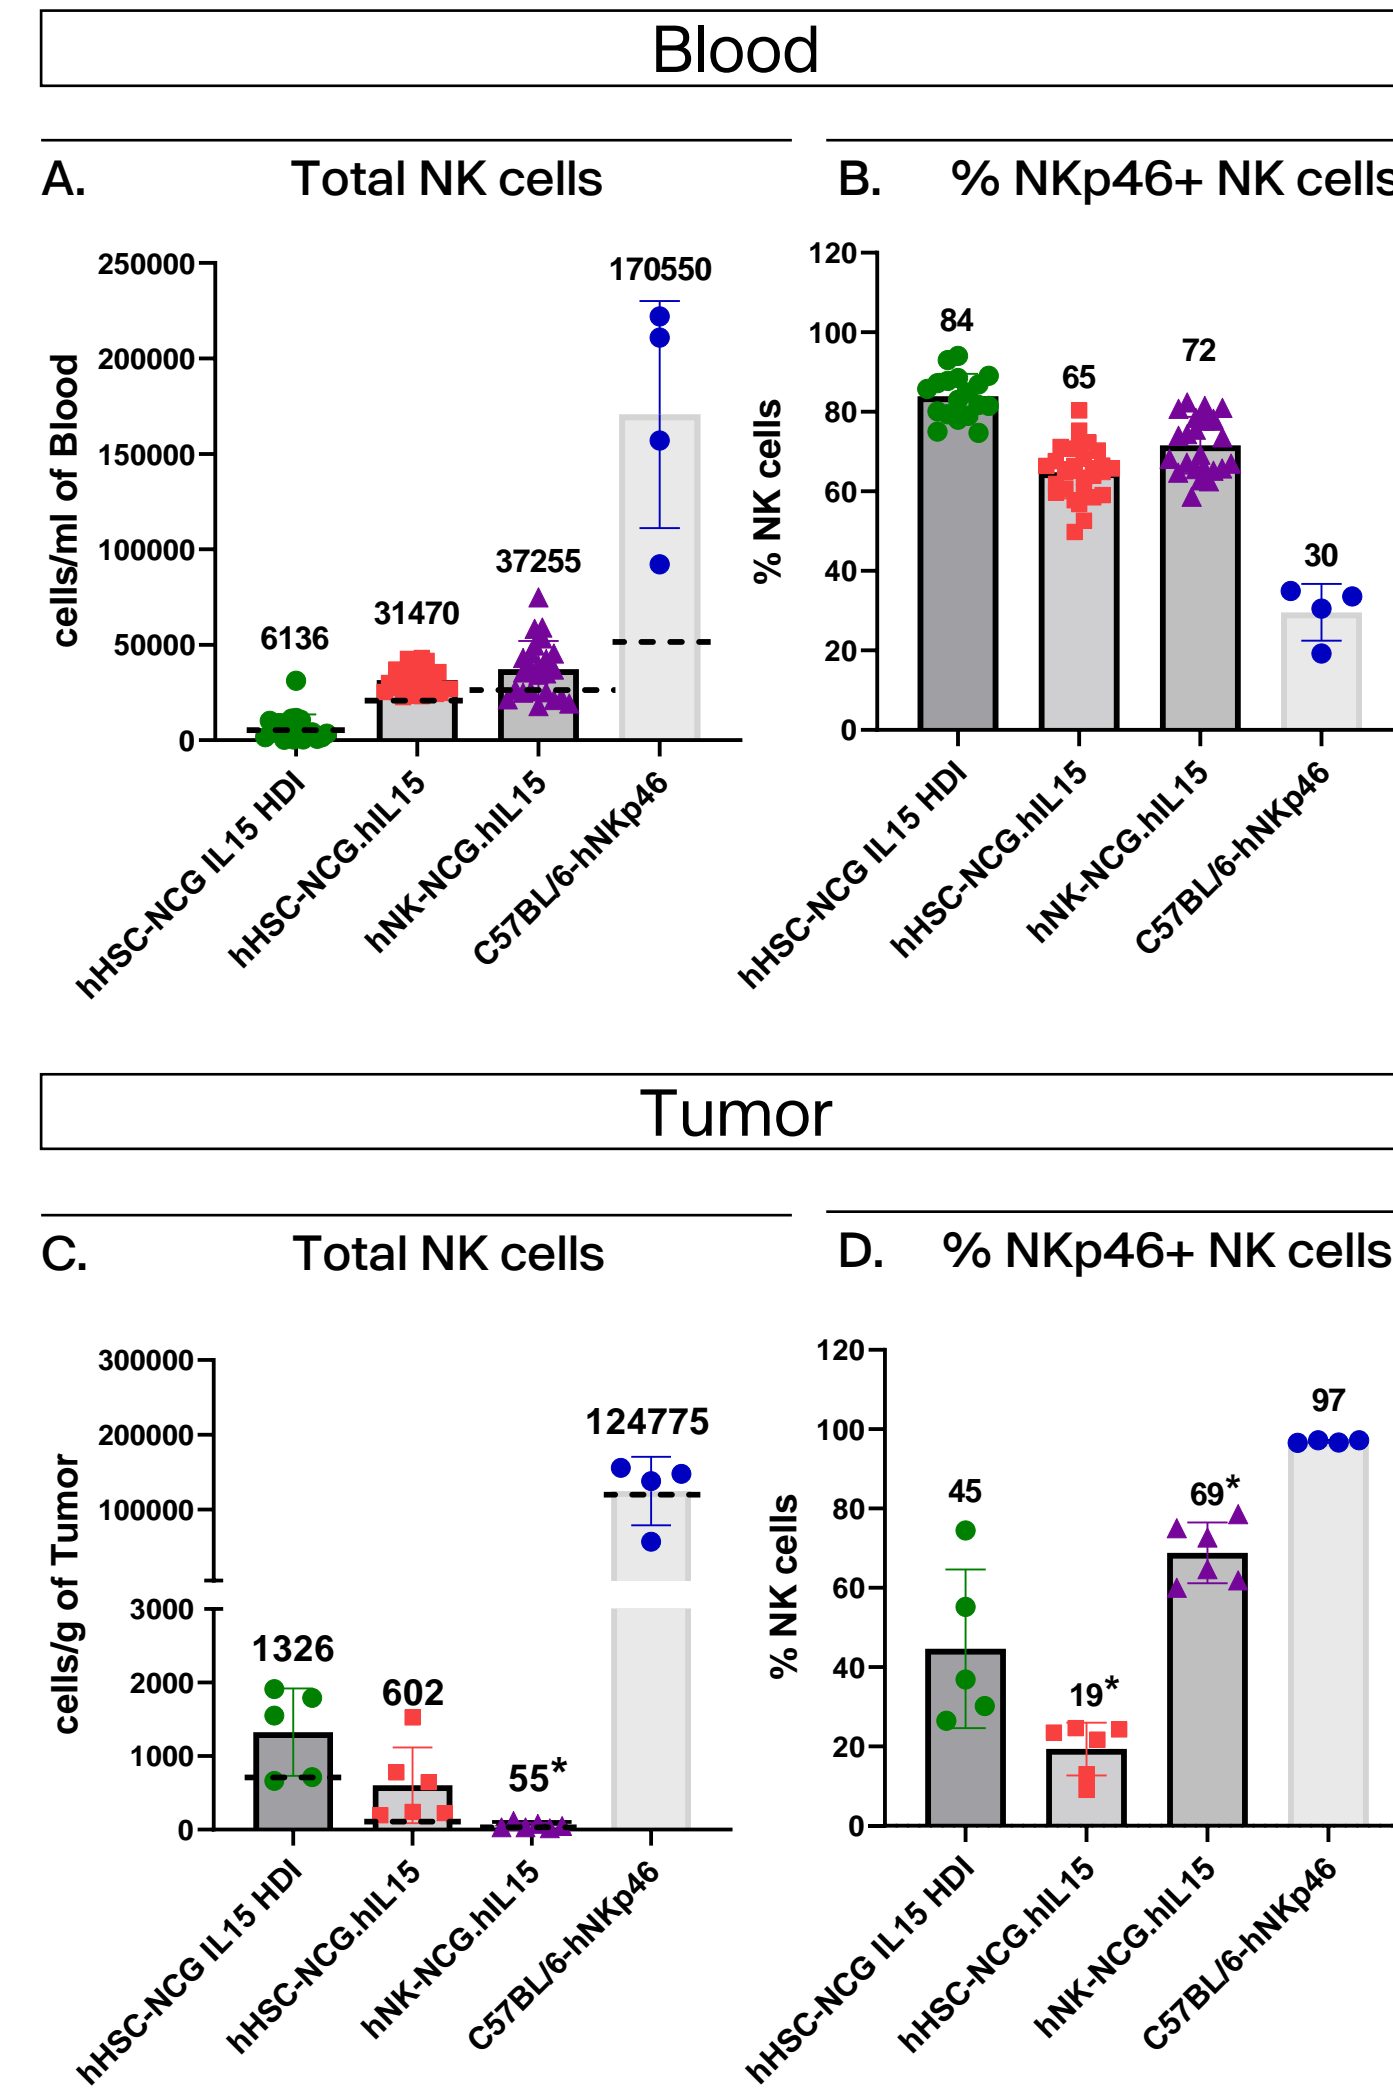 Blood
A. Total NK cells
cells/ml of Blood
250000
200000
150000
100000
50000
0
6136
31470
37255
170550
hHSC-NCG IL15 HDI
hHSC-NCG.hIL15
hNK-NCG.hIL15
C57BL/6-hNKp46
B. % NKp46+ NK cells
% NK cells
120
100
80
60
40
20
0
84
65
72
30
hHSC-NCG IL15 HDI
hHSC-NCG.hIL15
hNK-NCG.hIL15
C57BL/6-hNKp46
Tumor
C. Total NK cells
cells/g of Tumor
300000
200000
100000
3000
2000
1000
0
1326
602
55*
124775
hHSC-NCG IL15 HDI
hHSC-NCG.hIL15
hNK-NCG.hIL15
C57BL/6-hNKp46
D. % NKp46+ NK cells
% NK cells
120
100
80
60
40
20
0
45
19*
69*
97
hHSC-NCG IL15 HDI
hHSC-NCG.hIL15
hNK-NCG.hIL15
C57BL/6-hNKp46